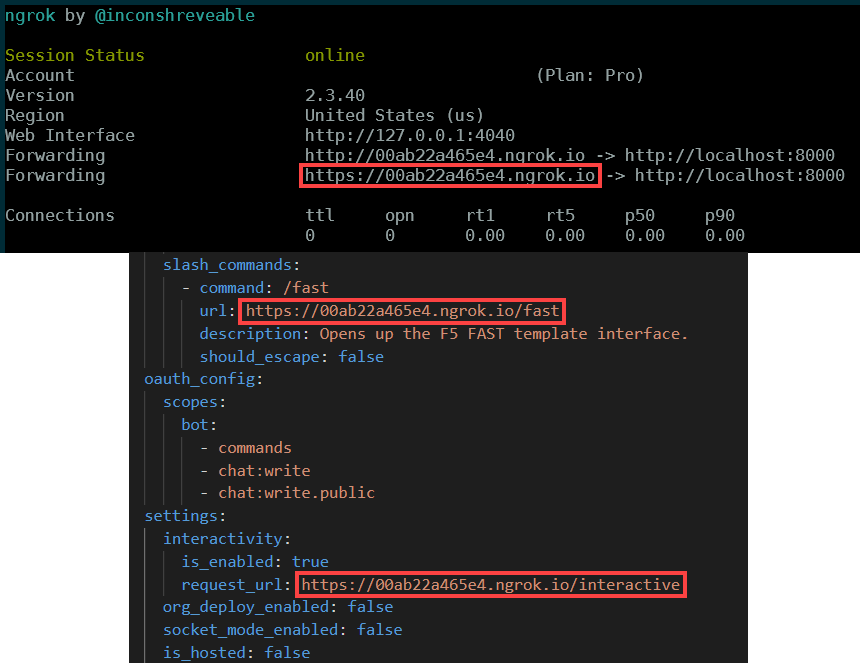 ngrok by @inconshreveable
Session Status online
Account (Plan: Pro)
Version 2.3.40
Region United States (us)
Web Interface http://127.0.0.1:4040
Forwarding http://00ab22a465e4.ngrok.io -> http://localhost:8000
Forwarding https://00ab22a465e4.ngrok.io -> http://localhost:8000
Connections ttl opn rt1 rt5 p50 p90
0 0 0.00 0.00 0.00 0.00
slash_commands:
- command: /fast
url: https://00ab22a465e4.ngrok.io/fast
description: Opens up the F5 FAST template interface.
should_escape: false
oauth_config:
scopes:
bot:
- commands
- chat:write
- chat:write.public
settings:
interactivity:
is_enabled: true
request_url: https://00ab22a465e4.ngrok.io/interactive
org_deploy_enabled: false
socket_mode_enabled: false
is_hosted: false